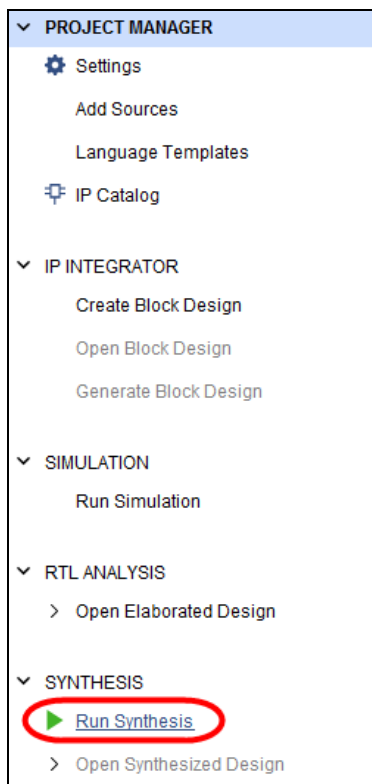 PROJECT MANAGER
Settings
Add Sources
Language Templates
IP Catalog
IP INTEGRATOR
Create Block Design
Open Block Design
Generate Block Design
SIMULATION
Run Simulation
RTL ANALYSIS
Open Elaborated Design
SYNTHESIS
Run Synthesis
Open Synthesized Design